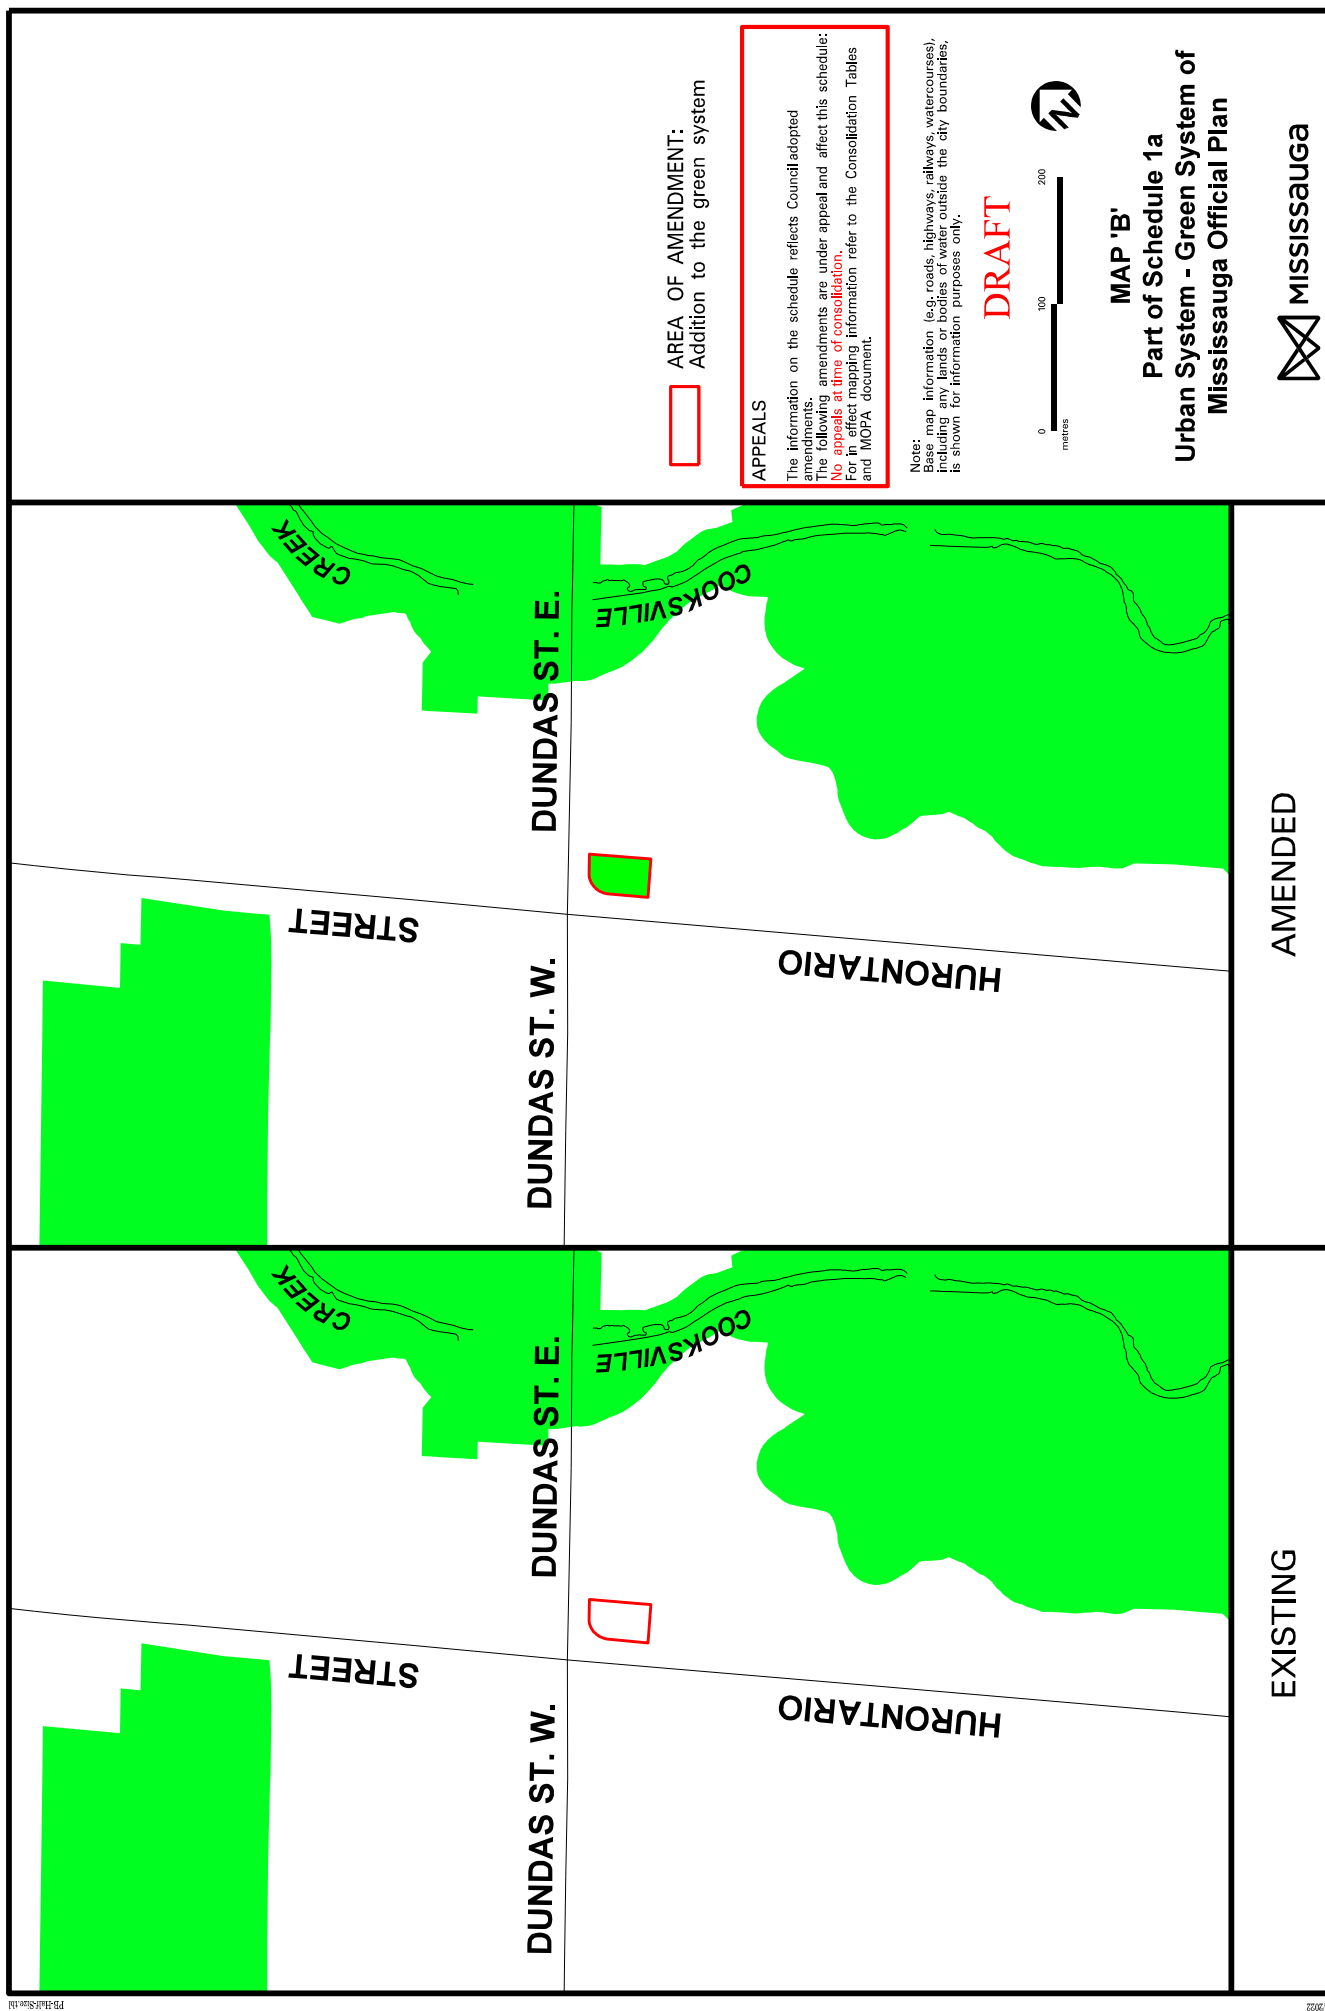 EXISTING
STREET
HURONTARIO
DUNDAS ST. W.
DUNDAS ST. E.
COOKSVILLE
CREEK
AMENDED
STREET
HURONTARIO
DUNDAS ST. W.
DUNDAS ST. E.
COOKSVILLE
CREEK
AREA OF AMENDMENT:
Addition to the green system
APPEALS
The information on the schedule reflects Council adopted
amendments.
The following amendments are under appeal and affect this schedule:
No appeals at time of consolidation.
For in effect mapping information refer to the Consolidation Tables
and MOPA document.
Note:
Base map information (e.g. roads, highways, railways, watercourses),
including any lands or bodies of water outside the city boundaries,
is shown for information purposes only.
DRAFT
0 100 200
metres
N
MAP 'B'
Part of Schedule 1a
Urban System - Green System of
Mississauga Official Plan
MISSISSAUGA
PB-Half-Size.tbl